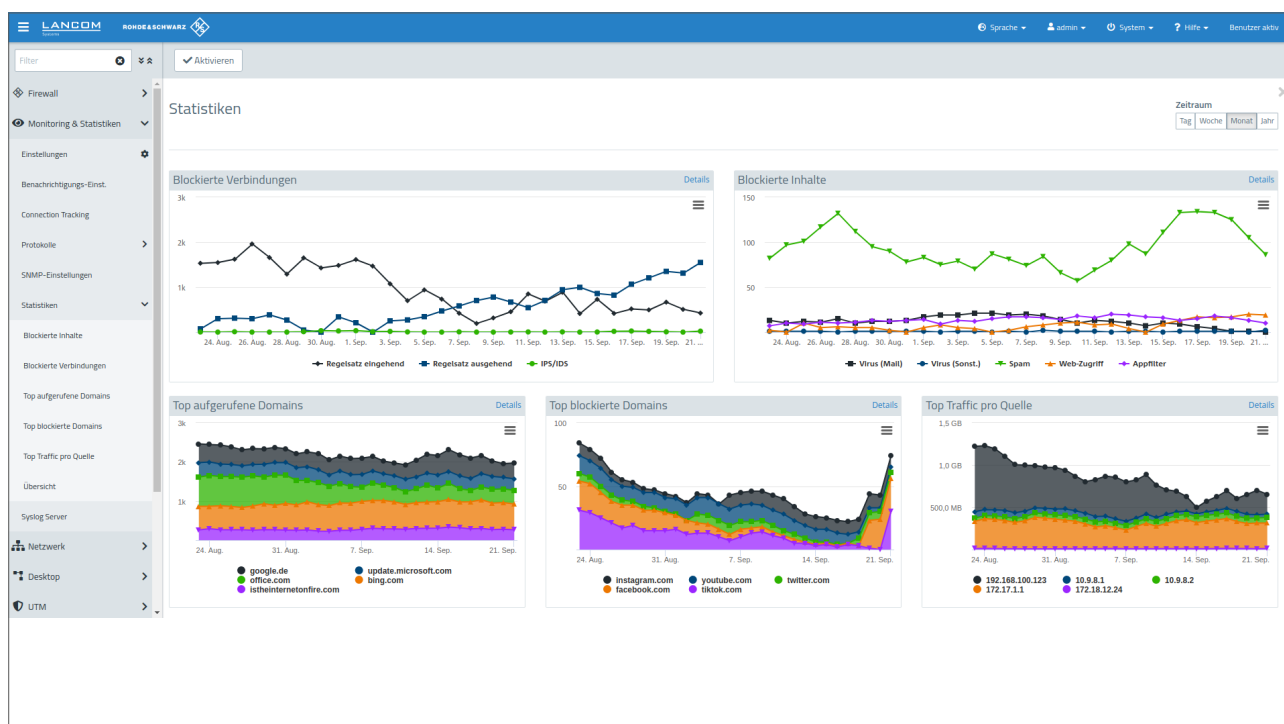 LANCOM
Systems
ROHDE&SCHWARZ
Sprache
admin
System
? Hilfe
Benutzer aktiv
Filter
Aktivieren
Firewall
Monitoring & Statistiken
Einstellungen
Benachrichtigungs-Einst.
Connection Tracking
Protokolle
SNMP-Einstellungen
Statistiken
Blockierte Inhalte
Blockierte Verbindungen
Top aufgerufene Domains
Top blockierte Domains
Top Traffic pro Quelle
Übersicht
Syslog Server
Netzwerk
Desktop
UTM
Statistiken
Zeitraum
Tag Woche Monat Jahr
Blockierte Verbindungen Details
3k
2k
1k
24. Aug. 26. Aug. 28. Aug. 30. Aug. 1. Sep. 3. Sep. 5. Sep. 7. Sep. 9. Sep. 11. Sep. 13. Sep. 15. Sep. 17. Sep. 19. Sep. 21. ...
Regelsatz eingehend Regelsatz ausgehend IPS/IDS
Blockierte Inhalte Details
150
100
50
24. Aug. 26. Aug. 28. Aug. 30. Aug. 1. Sep. 3. Sep. 5. Sep. 7. Sep. 9. Sep. 11. Sep. 13. Sep. 15. Sep. 17. Sep. 19. Sep. 21. ...
Virus (Mail) Virus (Sonst.) Spam Web-Zugriff Appfilter
Top aufgerufene Domains Details
3k
2k
1k
24. Aug. 31. Aug. 7. Sep. 14. Sep. 21. Sep.
google.de update.microsoft.com
office.com bing.com
istheinternetonfire.com
Top blockierte Domains Details
100
50
24. Aug. 31. Aug. 7. Sep. 14. Sep. 21. Sep.
instagram.com youtube.com twitter.com
facebook.com tiktok.com
Top Traffic pro Quelle Details
1,5 GB
1,0 GB
500,0 MB
24. Aug. 31. Aug. 7. Sep. 14. Sep. 21. Sep.
192.168.100.123 10.9.8.1 10.9.8.2
172.17.1.1 172.18.12.24